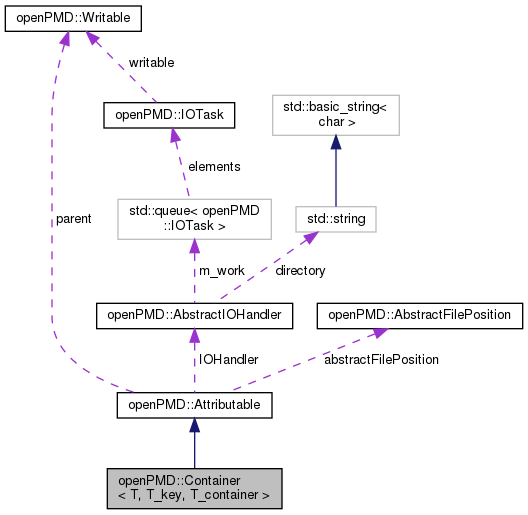 openPMD::Writable
writable
openPMD::IOTask
std::basic_string<
char >
elements
parent
std::queue< openPMD
::IOTask >
std::string
m_work
directory
openPMD::AbstractIOHandler
openPMD::AbstractFilePosition
IOHandler
abstractFilePosition
openPMD::Attributable
openPMD::Container
< T, T_key, T_container >